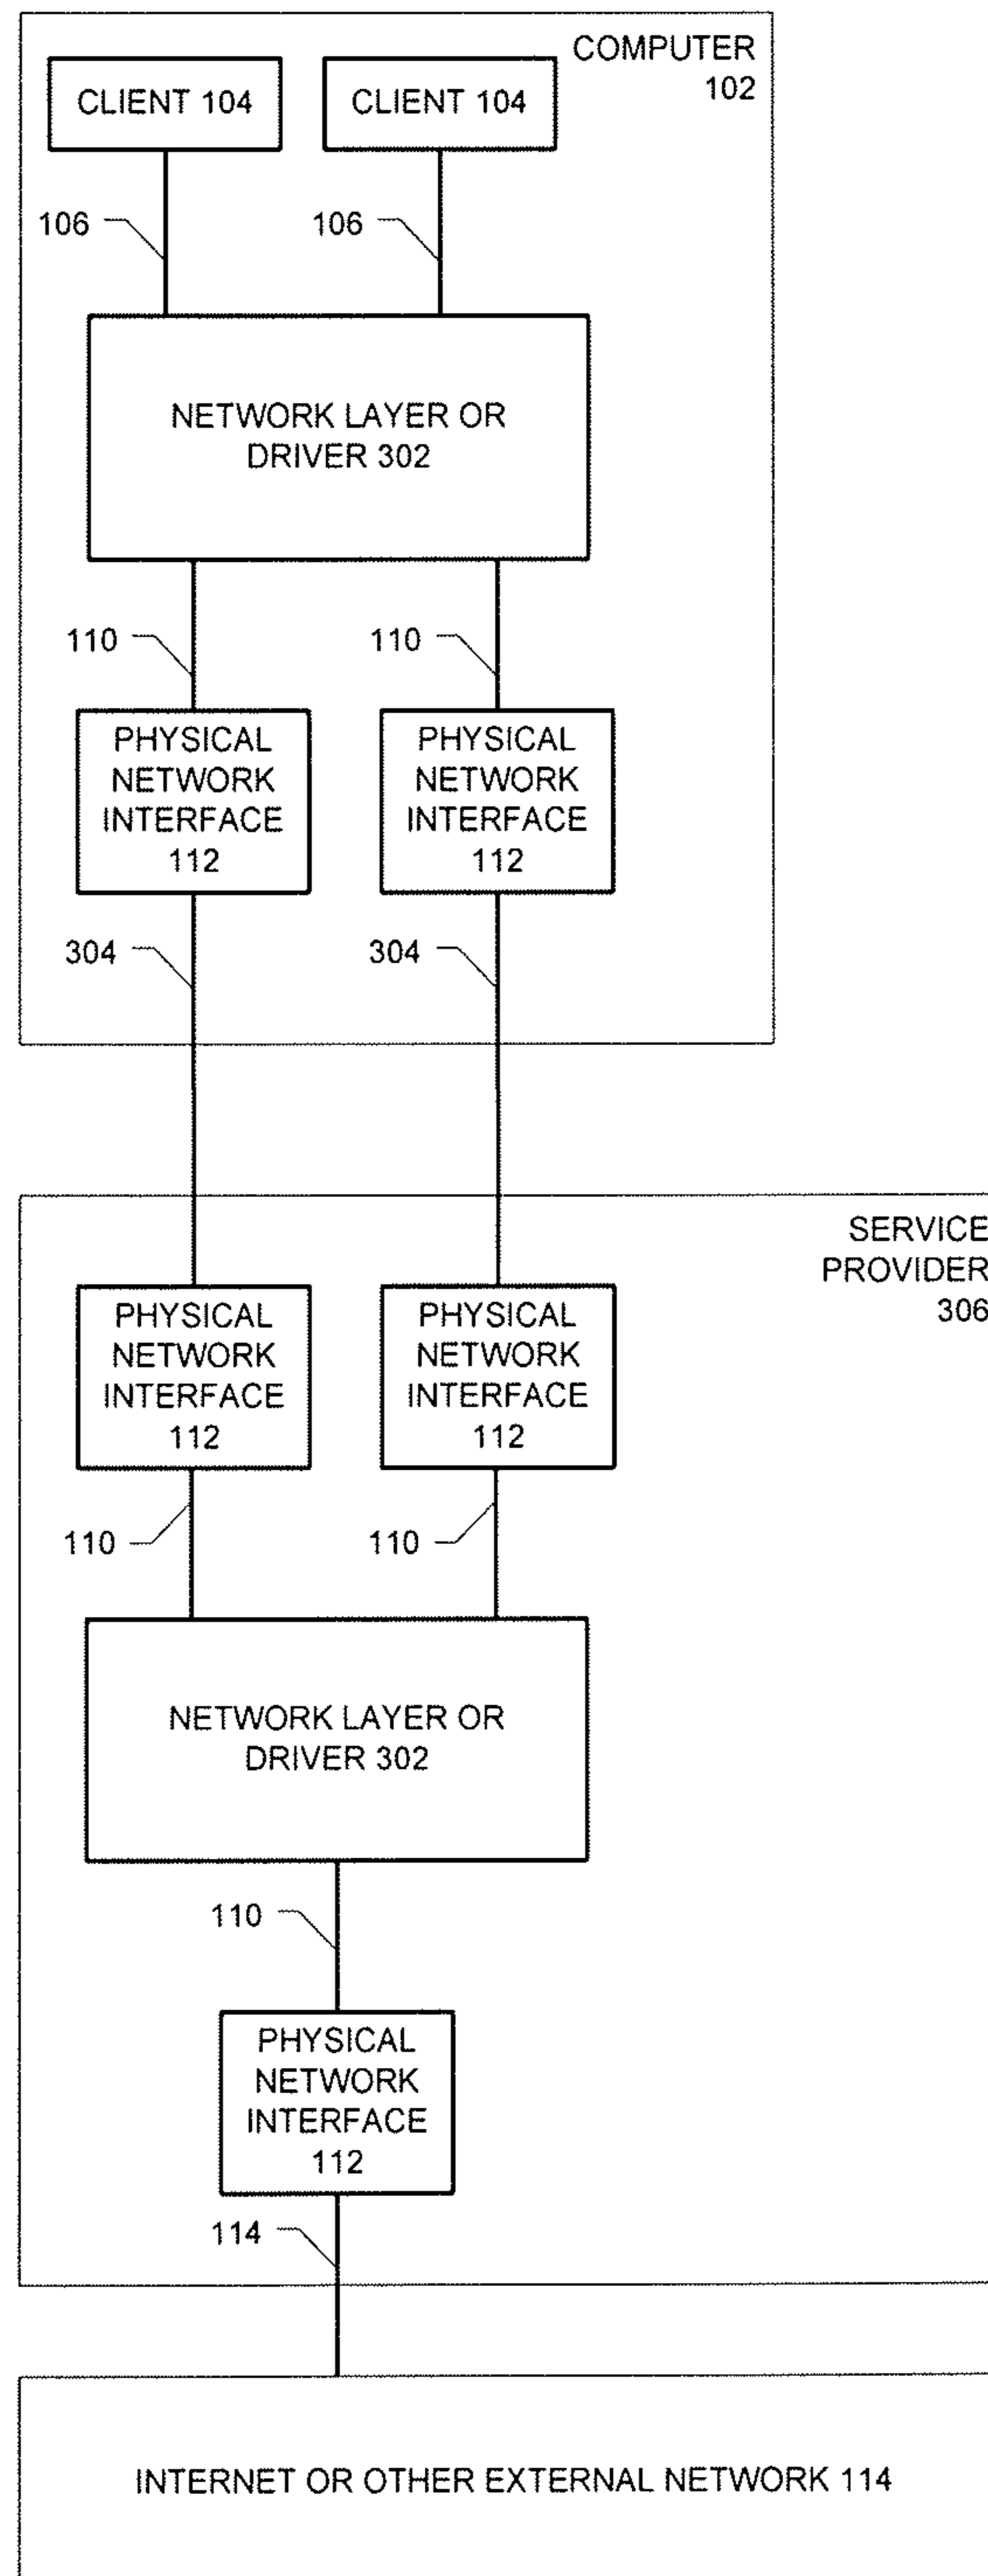 COMPUTER
102
CLIENT 104
CLIENT 104
106
106
NETWORK LAYER OR
DRIVER 302
110
110
PHYSICAL
NETWORK
INTERFACE
112
PHYSICAL
NETWORK
INTERFACE
112
304
304
SERVICE
PROVIDER
306
PHYSICAL
NETWORK
INTERFACE
112
PHYSICAL
NETWORK
INTERFACE
112
110
110
NETWORK LAYER OR
DRIVER 302
110
PHYSICAL
NETWORK
INTERFACE
112
114
INTERNET OR OTHER EXTERNAL NETWORK 114